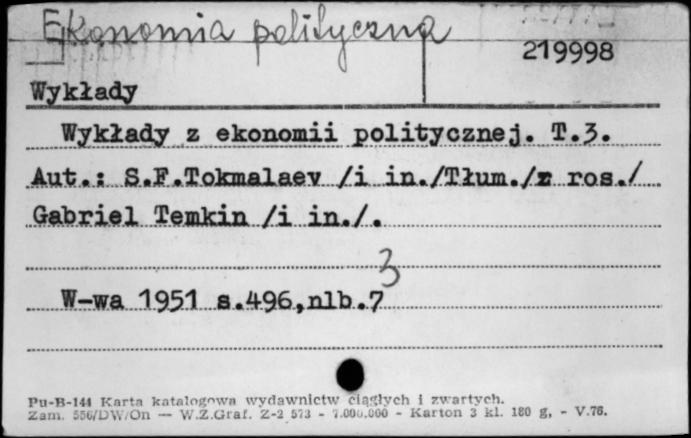 Ekonomia polityczna
219998
Wykłady
Wykłady z ekonomii politycznej. T.3.
Aut.: S.F.Tokmalaev /i in./Tłum./z ros./
Gabriel Temkin /i in./.
3
W-wa 1951 s.496,nlb.7
Pu-B-144 Karta katalogowa wydawnictw ciągłych i zwartych.
Zam. 556/DW/On — W.Z.Graf. Z-2 573 - 7.000.000 - Karton 3 kl. 180 g, - V.76.